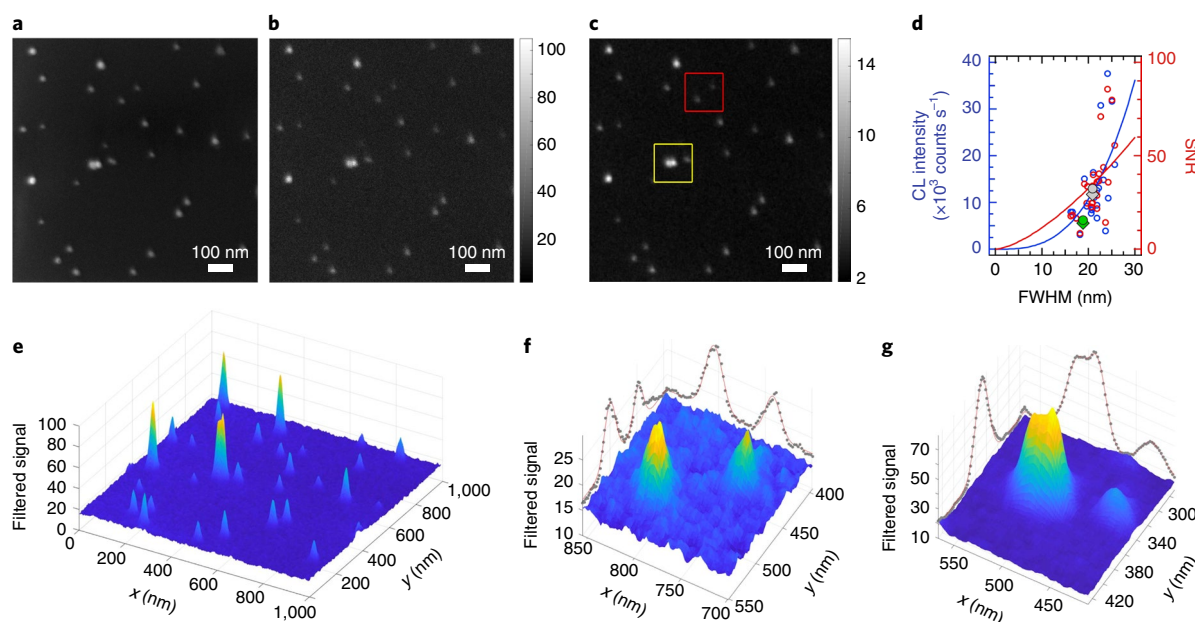 a
b
c
d
100
80
60
40
20
14
10
6
2
100 nm
100 nm
100 nm
CL intensity
(×10³ counts s⁻¹)
40
30
20
10
0
100
50
0
SNR
0
10
20
30
FWHM (nm)
e
f
g
Filtered signal
100
80
60
40
20
0
0
200
400
600
800
1,000
x (nm)
200
400
600
800
1,000
y (nm)
Filtered signal
25
20
15
10
850
800
750
700
x (nm)
550
500
450
400
y (nm)
Filtered signal
70
50
30
10
550
500
450
x (nm)
420
380
340
300
y (nm)